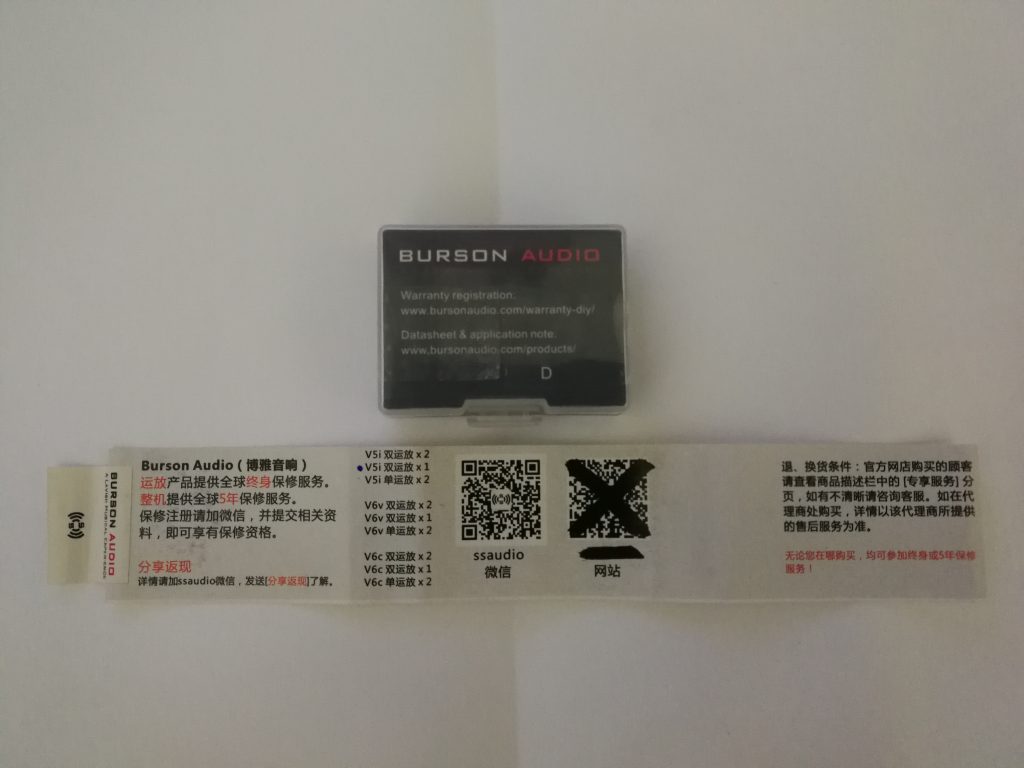 BURSON AUDIO
Warranty registration:
www.bursonaudio.com/warranty-diy/
Datasheet & application note:
www.bursonaudio.com/products/
D
BURSON AUDIO
Burson Audio ( 博雅音响 )
运放产品提供全球终身保修服务。
整机提供全球5年保修服务。
保修注册请加微信，并提交相关资
料，即可享有保修资格。
分享返现
详情请加ssaudio微信，发送[分享返现]了解。
V5i 双运放 x 2
V5i 双运放 x 1
V5i 单运放 x 2
V6v 双运放 x 2
V6v 双运放 x 1
V6v 单运放 x 2
V6c 双运放 x 2
V6c 双运放 x 1
V6c 单运放 x 2
ssaudio
微信
网站
退、换货条件：官方网店购买的顾客
请查看商品描述栏中的 [专享服务] 分
页，如有不清晰请咨询客服。如在代
理商处购买，详情以该代理商所提供
的售后服务为准。
无论您在哪购买，均可参加终身或5年保修
服务！